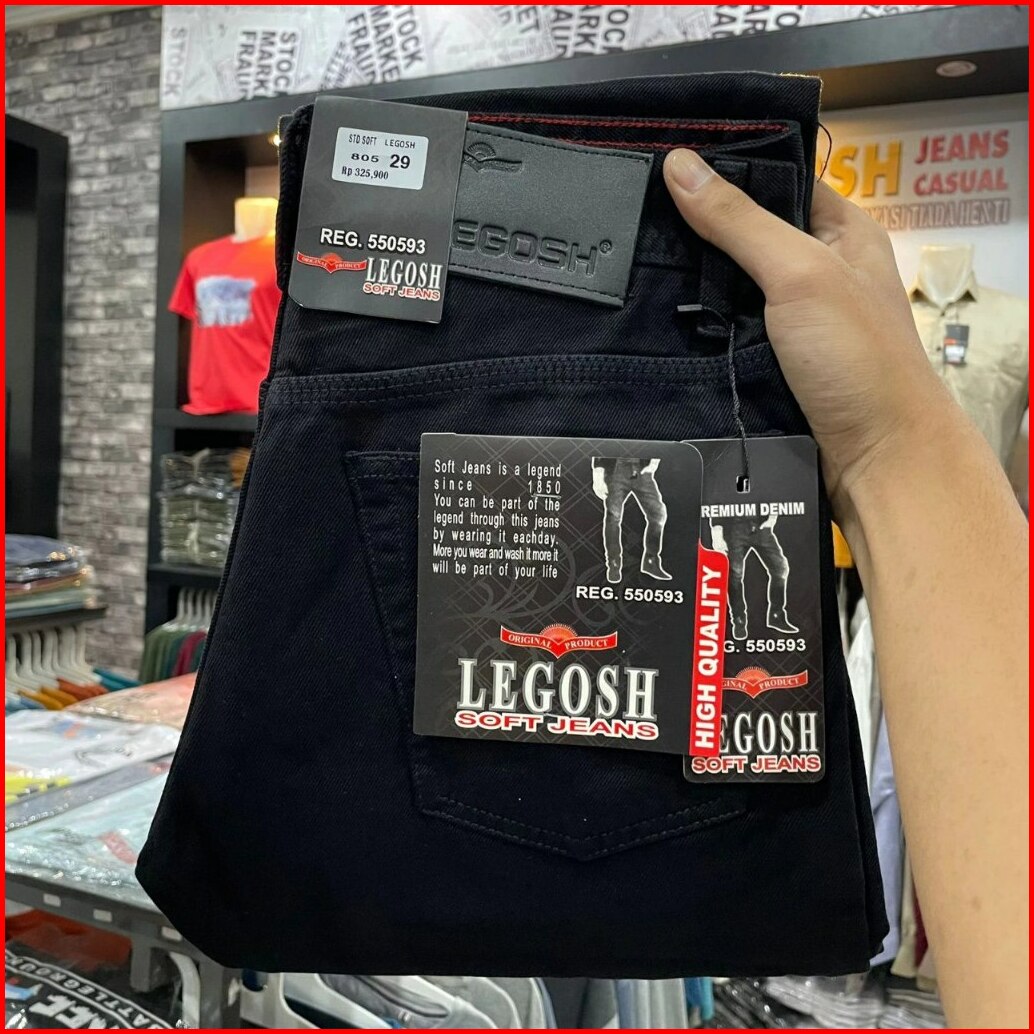 STOCK
MARKET
FRAUD
STOCK
STD SOFT LEGOSH
805 29
Rp 325,900
REG. 550593
ORIGINAL PRODUCT
LEGOSH
SOFT JEANS
LEGOSH®
JEANS
CASUAL
Soft Jeans is a legend
since 1850
You can be part of the
legend through this jeans
by wearing it eachday.
More you wear and wash it more it
will be part of your life
REG. 550593
ORIGINAL PRODUCT
LEGOSH
SOFT JEANS
HIGH QUALITY
REMIUM DENIM
G. 550593
PRODUCT
EGOSH
SOFT JEANS